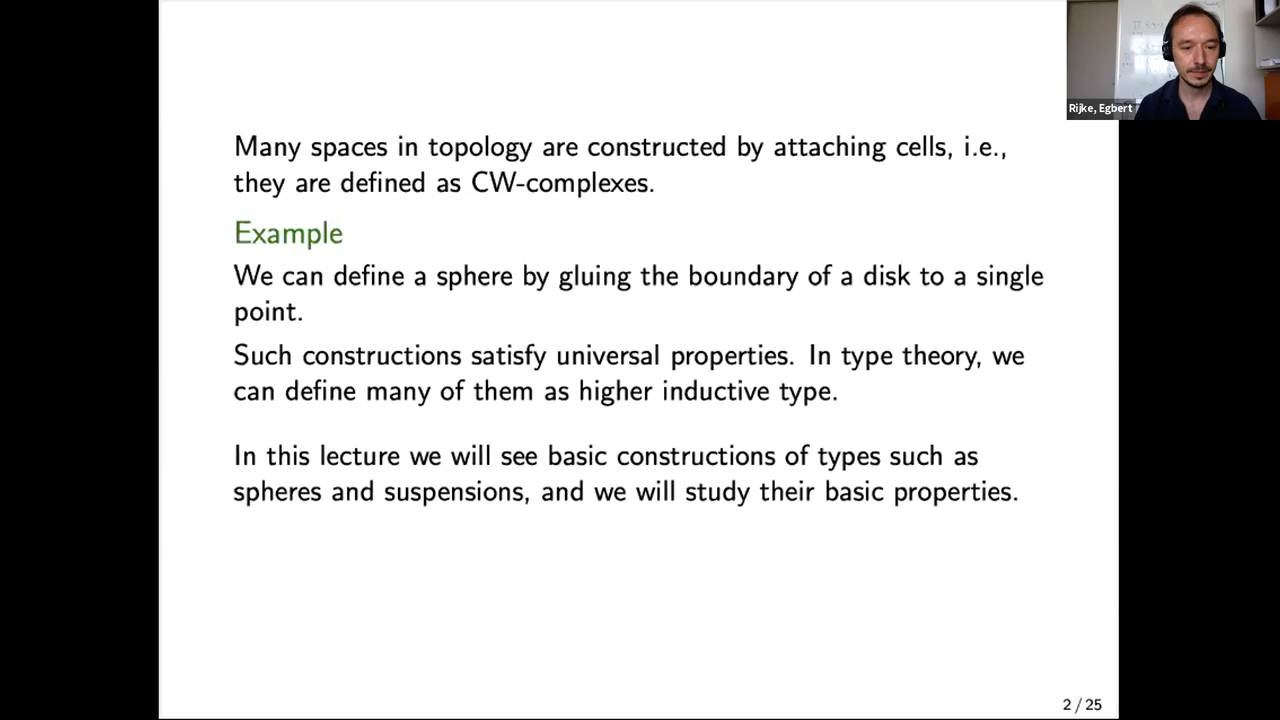 Many spaces in topology are constructed by attaching cells, i.e.,
they are defined as CW-complexes.
Example
We can define a sphere by gluing the boundary of a disk to a single
point.
Such constructions satisfy universal properties. In type theory, we
can define many of them as higher inductive type.
In this lecture we will see basic constructions of types such as
spheres and suspensions, and we will study their basic properties.
2 / 25
Rijke, Egbert